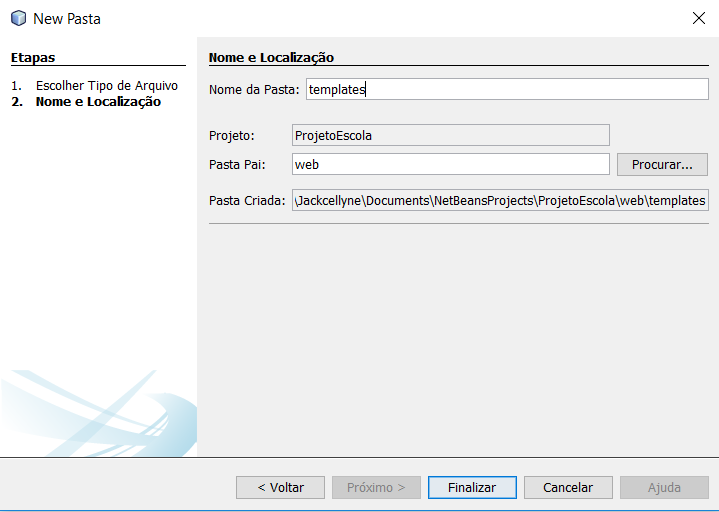 New Pasta
Etapas
1. Escolher Tipo de Arquivo
2. Nome e Localização
Nome e Localização
Nome da Pasta: templates
Projeto: ProjetoEscola
Pasta Pai: web Procurar...
Pasta Criada: \Jackcellyne\Documents\NetBeansProjects\ProjetoEscola\web\templates
< Voltar Próximo > Finalizar Cancelar Ajuda